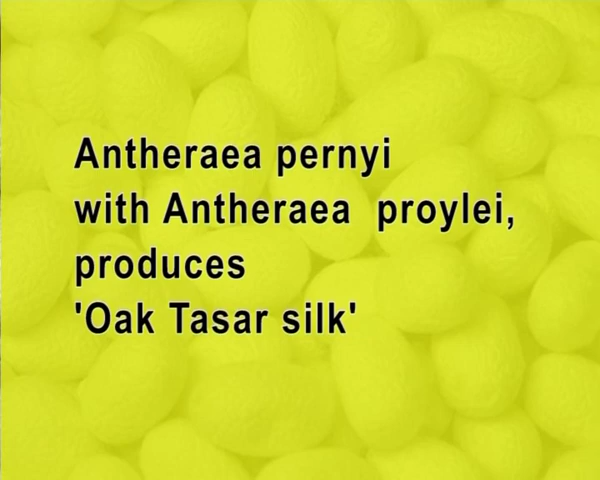 Antheraea pernyi
with Antheraea proylei,
produces
'Oak Tasar silk'